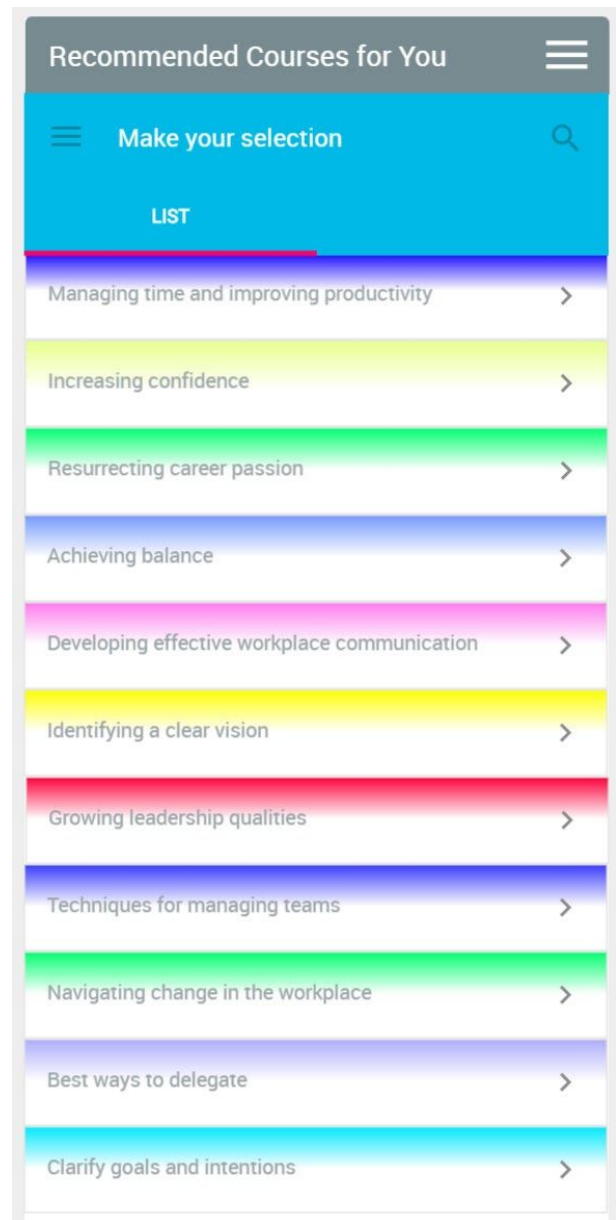 Recommended Courses for You
Make your selection
LIST
Managing time and improving productivity
Increasing confidence
Resurrecting career passion
Achieving balance
Developing effective workplace communication
Identifying a clear vision
Growing leadership qualities
Techniques for managing teams
Navigating change in the workplace
Best ways to delegate
Clarify goals and intentions